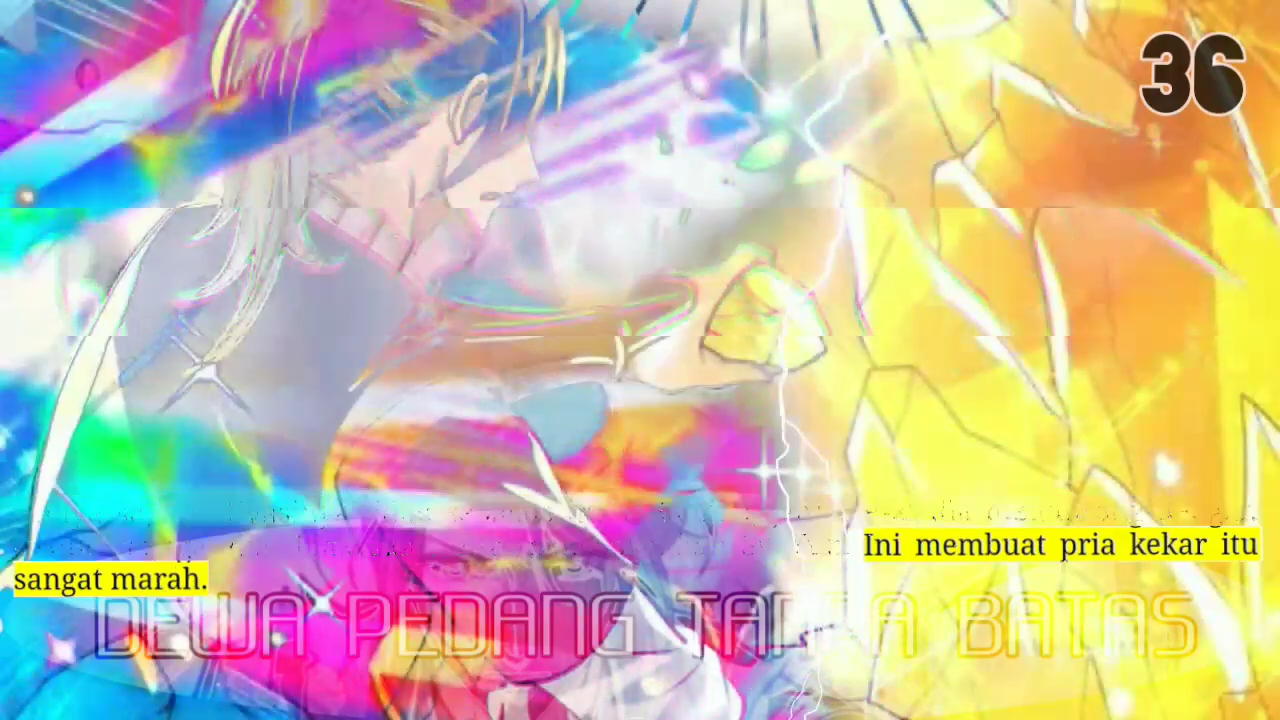 36
Ini membuat pria kekar itu
sangat marah.
DEWA PEDANG TANPA BATAS